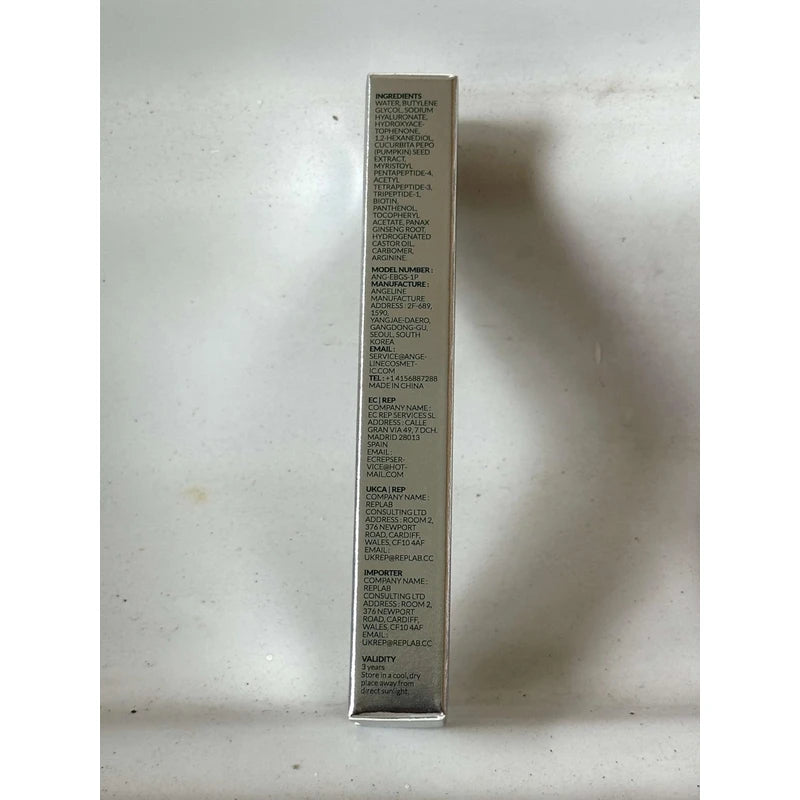 INGREDIENTS
WATER, BUTYLENE
GLYCOL, SODIUM
HYALURONATE,
HYDROXYACE-
TOPHENONE,
1,2-HEXANEDIOL,
CUCURBITA PEPO
(PUMPKIN) SEED
EXTRACT,
MYRISTOYL
PENTAPEPTIDE-4,
ACETYL
TETRAPEPTIDE-3,
TRIPEPTIDE-1,
BIOTIN,
PANTHENOL,
TOCOPHERYL
ACETATE, PANAX
GINSENG ROOT,
HYDROGENATED
CASTOR OIL,
CARBOMER,
ARGININE.
MODEL NUMBER :
ANG-EBGS-1P
MANUFACTURE :
ANGELINE
MANUFACTURE
ADDRESS : 2F-689,
1590,
YANGJAE-DAERO,
GANGDONG-GU,
SEOUL, SOUTH
KOREA
EMAIL :
SERVICE@ANGE-
LINECOSMET-
IC.COM
TEL : +1 4156887288
MADE IN CHINA
EC | REP
COMPANY NAME :
EC REP SERVICES SL
ADDRESS : CALLE
GRAN VIA 49, 7 DCH.
MADRID 28013
SPAIN
EMAIL :
ECREPSER-
VICE@HOT-
MAIL.COM
UKCA | REP
COMPANY NAME :
REPLAB
CONSULTING LTD
ADDRESS : ROOM 2,
376 NEWPORT
ROAD, CARDIFF,
WALES, CF10 4AF
EMAIL :
UKREP@REPLAB.CC
IMPORTER
COMPANY NAME :
REPLAB
CONSULTING LTD
ADDRESS : ROOM 2,
376 NEWPORT
ROAD, CARDIFF,
WALES, CF10 4AF
EMAIL :
UKREP@REPLAB.CC
VALIDITY
3 years
Store in a cool, dry
place away from
direct sunlight.